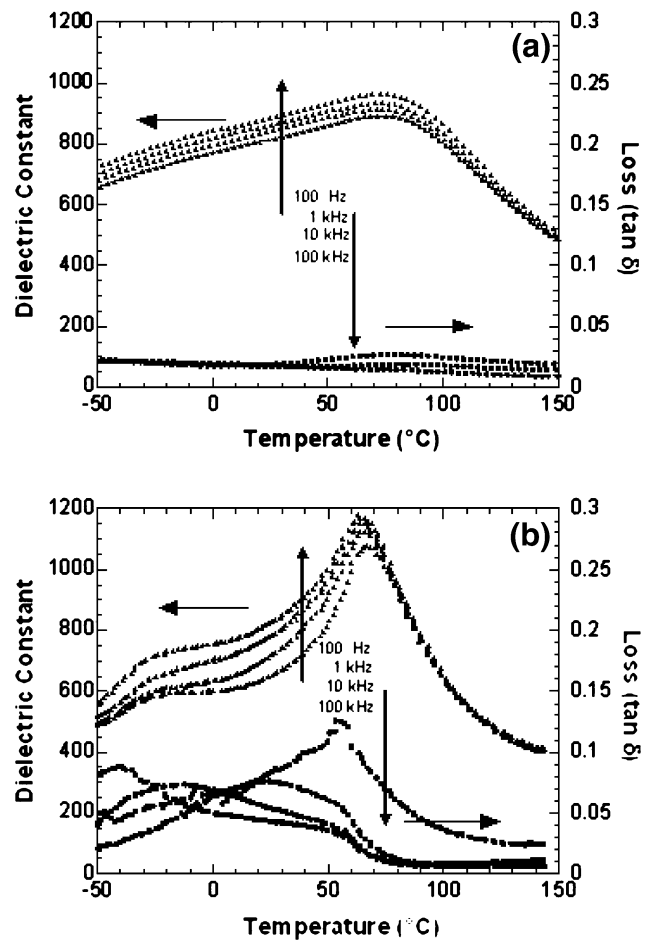 (a)
1200
1000
800
600
400
200
0
Dielectric Constant
0.3
0.25
0.2
0.15
0.1
0.05
0
Loss (tan δ)
100 Hz
1 kHz
10 kHz
100 kHz
-50
0
50
100
150
Temperature (°C)
(b)
1200
1000
800
600
400
200
0
Dielectric Constant
0.3
0.25
0.2
0.15
0.1
0.05
0
Loss (tan δ)
100 Hz
1 kHz
10 kHz
100 kHz
-50
0
50
100
150
Temperature (°C)